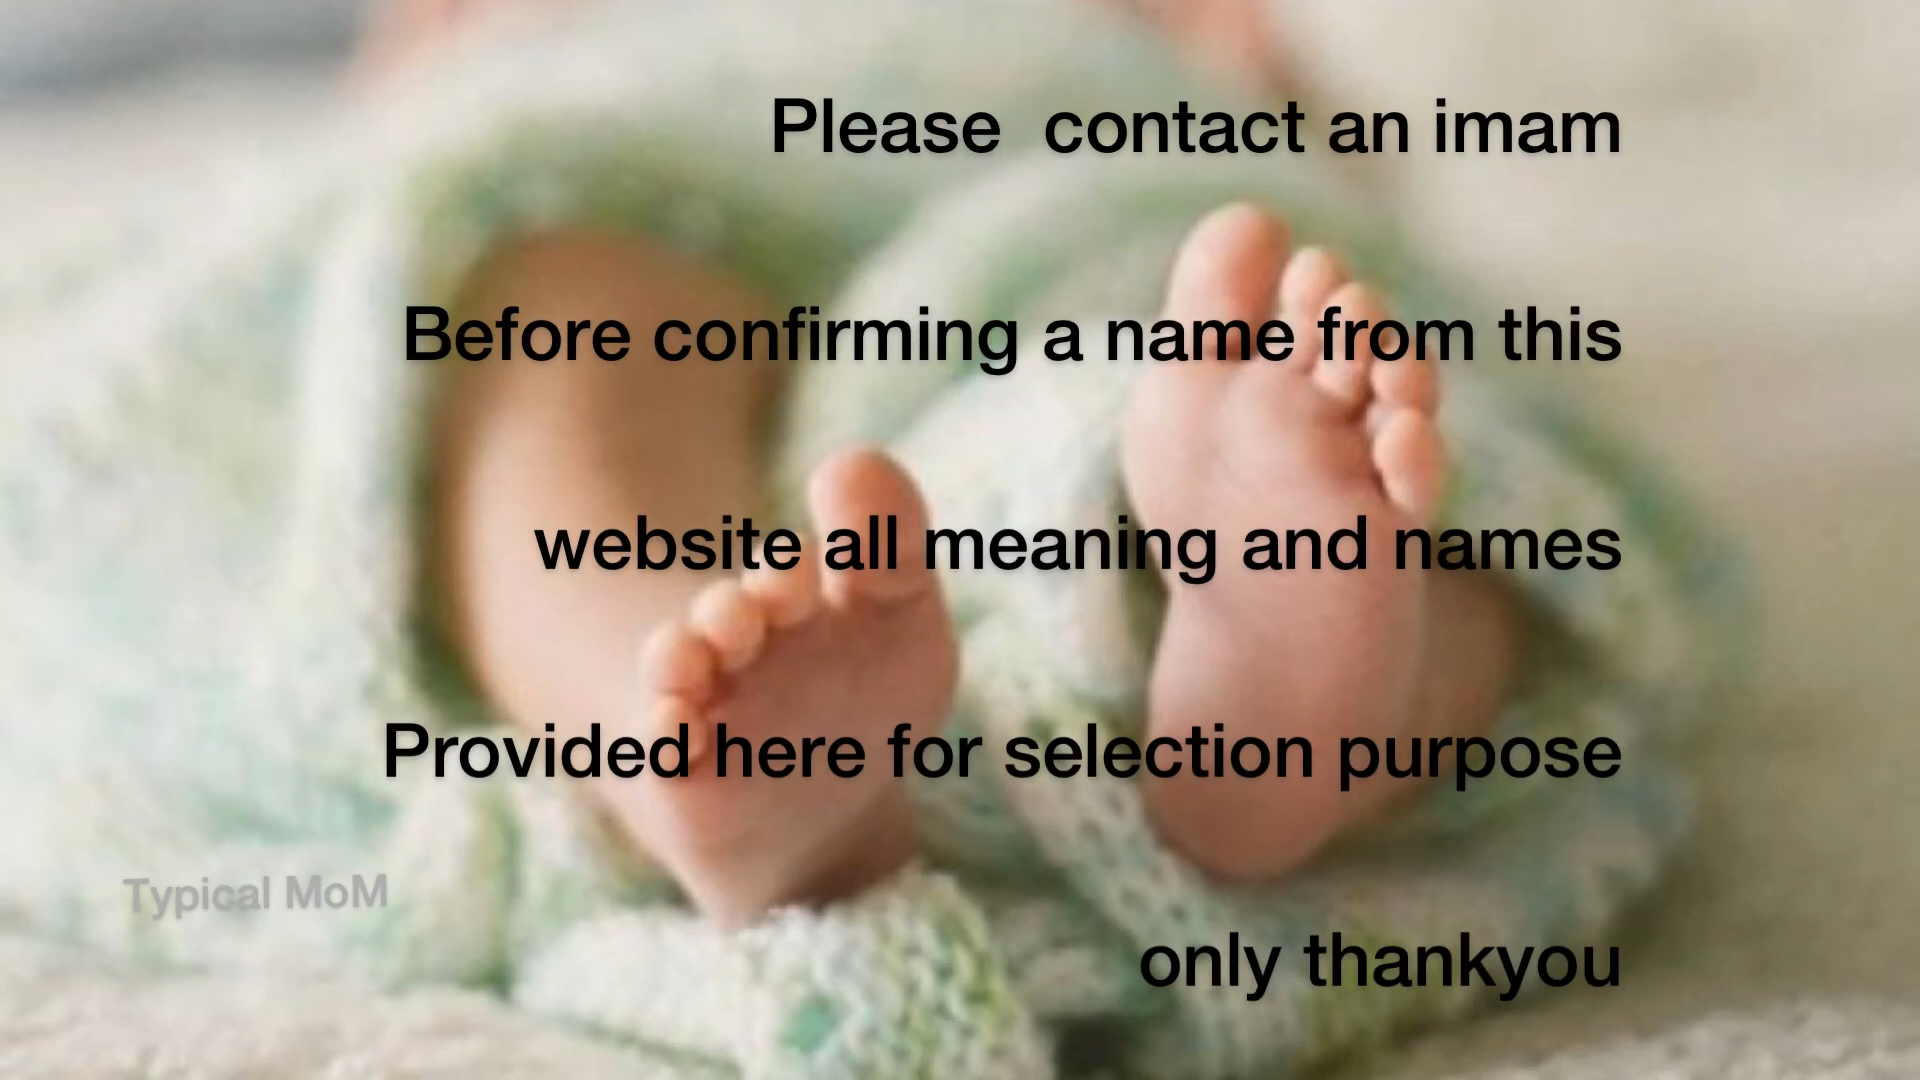 Please  contact an imam
Before confirming a name from this
website all meaning and names
Provided here for selection purpose
Typical MoM
only thankyou